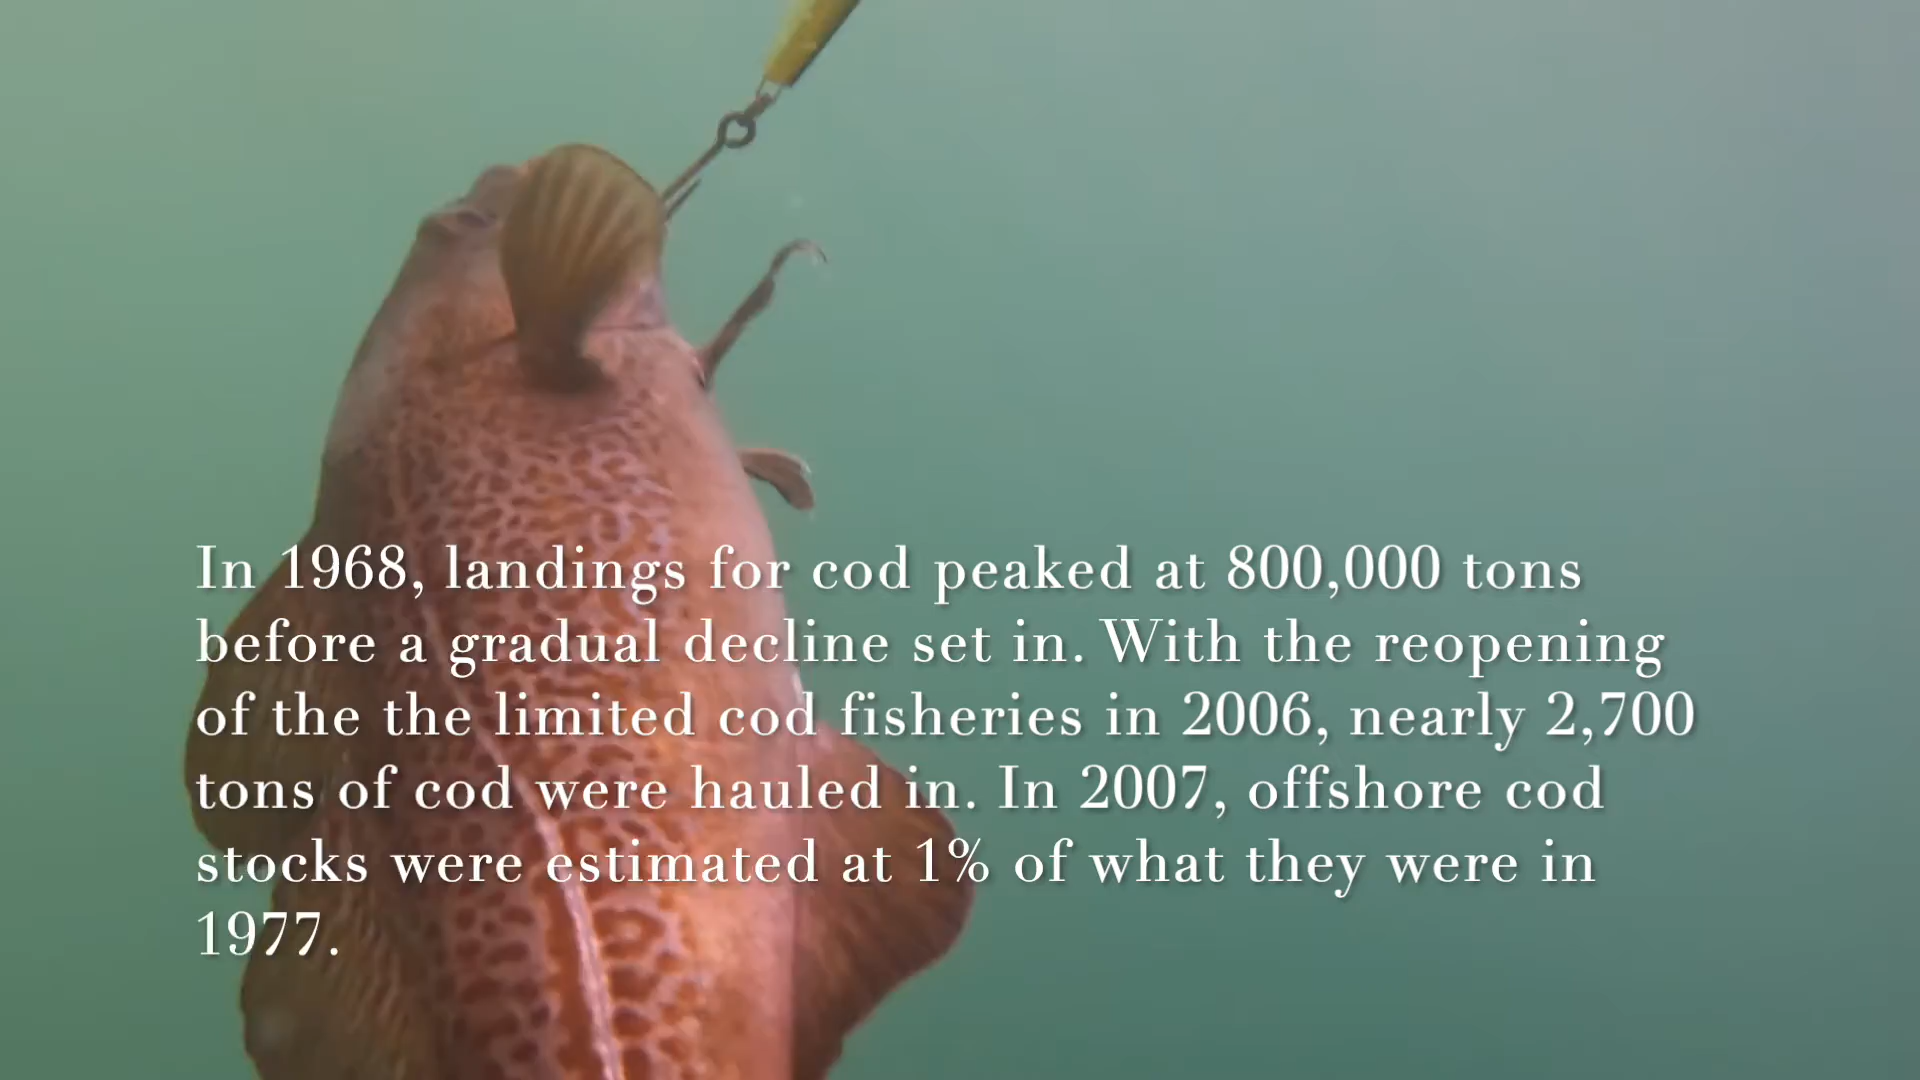 In 1968, landings for cod peaked at 800,000 tons
before a gradual decline set in. With the reopening
of the the limited cod fisheries in 2006, nearly 2,700
tons of cod were hauled in. In 2007, offshore cod
stocks were estimated at 1% of what they were in
1977.